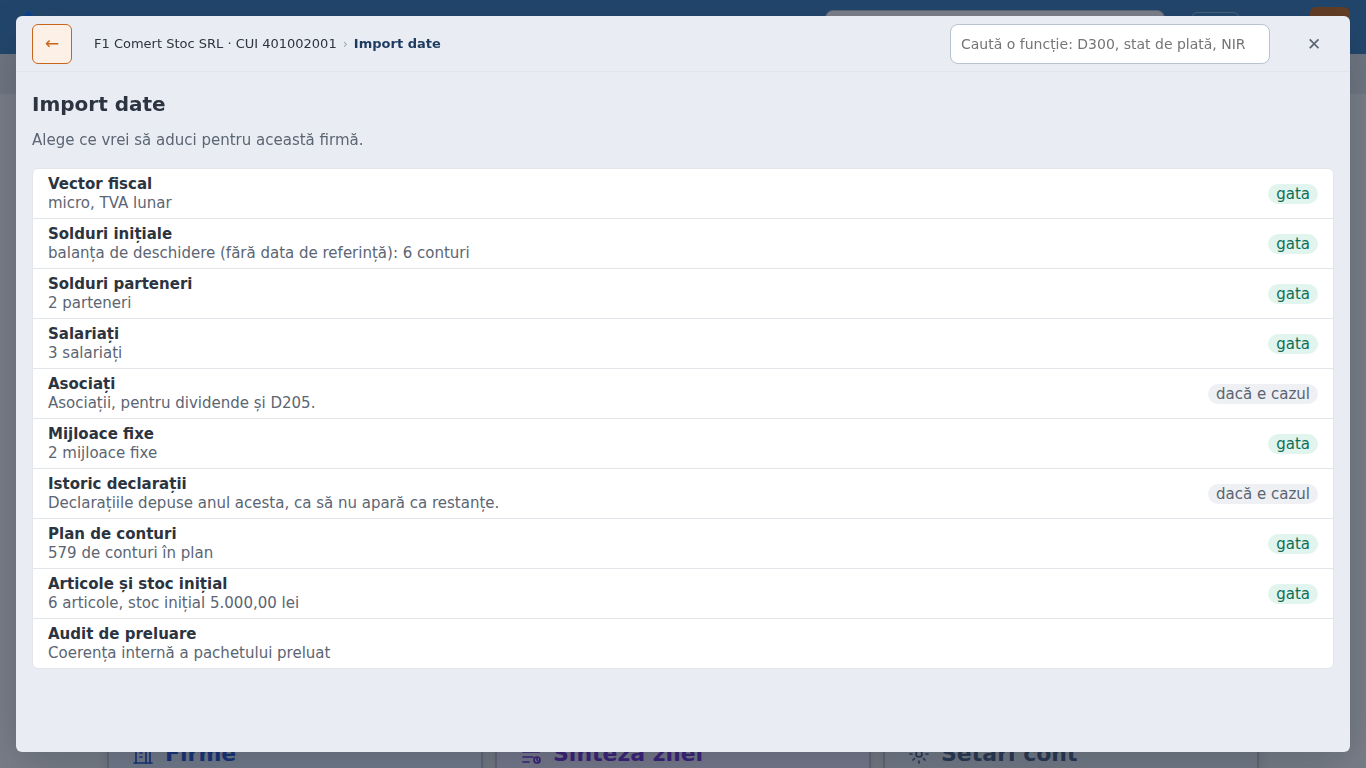 ← F1 Comert Stoc SRL · CUI 401002001 › Import date
Caută o funcție: D300, stat de plată, NIR ✕
Import date
Alege ce vrei să aduci pentru această firmă.
Vector fiscal
micro, TVA lunar
gata
Solduri inițiale
balanța de deschidere (fără data de referință): 6 conturi
gata
Solduri parteneri
2 parteneri
gata
Salariați
3 salariați
gata
Asociați
Asociații, pentru dividende și D205.
dacă e cazul
Mijloace fixe
2 mijloace fixe
gata
Istoric declarații
Declarațiile depuse anul acesta, ca să nu apară ca restanțe.
dacă e cazul
Plan de conturi
579 de conturi în plan
gata
Articole și stoc inițial
6 articole, stoc inițial 5.000,00 lei
gata
Audit de preluare
Coerența internă a pachetului preluat
Firme
Sinteza zilei
Setări cont